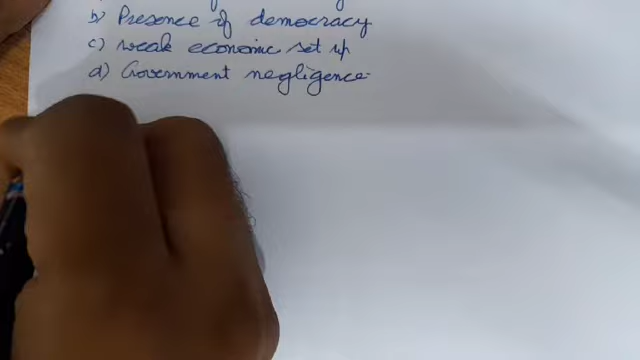 b) Presence of democracy
c) weak economic set up
d) Government negligence.